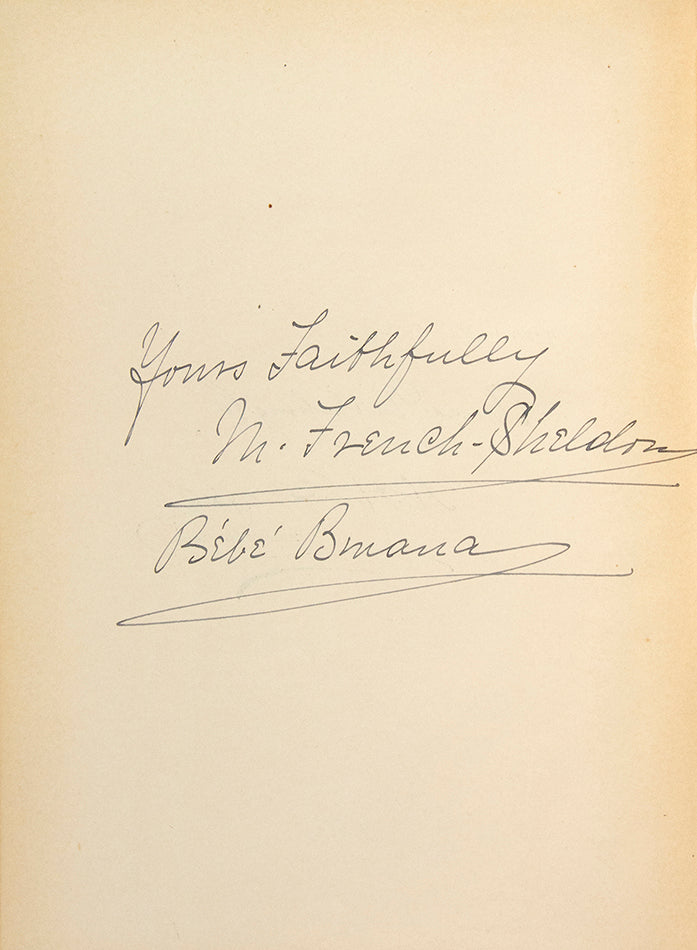 Yours Faithfully
M. French-Sheldon
Bébé Bwana